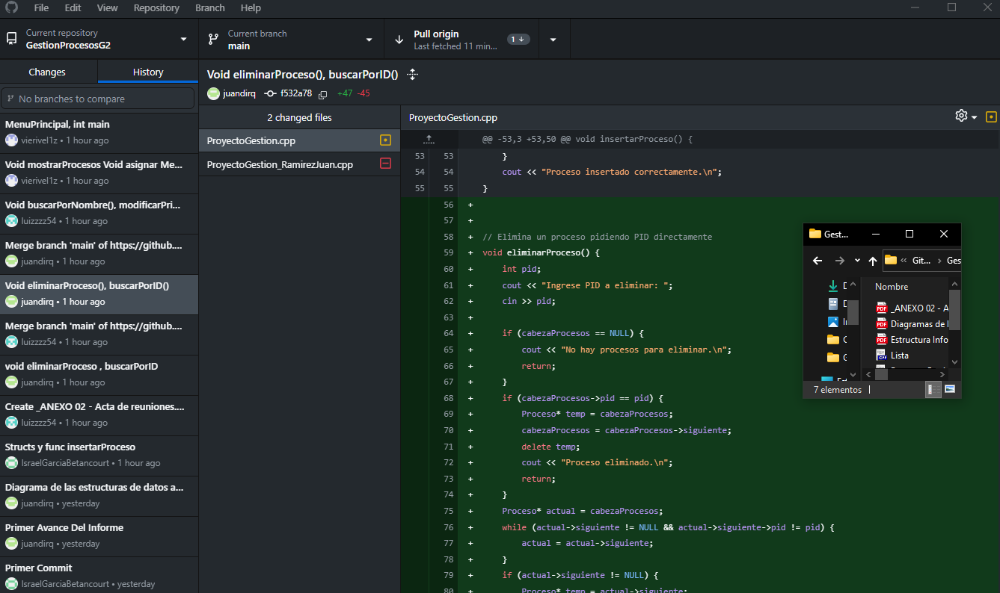 File Edit View Repository Branch Help
Current repository
GestionProcesosG2
Current branch
main
Pull origin
Last fetched 11 min...
1
Changes
History
No branches to compare
MenuPrincipal, int main
vierivel1z • 1 hour ago
Void mostrarProcesos Void asignar Me...
vierivel1z • 1 hour ago
Void buscarPorNombre(), modificarPri...
luizzzz54 • 1 hour ago
Merge branch 'main' of https://github....
juandirq • 1 hour ago
Void eliminarProceso(), buscarPorID()
juandirq • 1 hour ago
Merge branch 'main' of https://github....
luizzzz54 • 1 hour ago
void eliminarProceso , buscarPorID
juandirq • 1 hour ago
Create _ANEXO 02 - Acta de reuniones....
luizzzz54 • 1 hour ago
Structs y func insertarProceso
IsraelGarciaBetancourt • 1 hour ago
Diagrama de las estructuras de datos a...
juandirq • yesterday
Primer Avance Del Informe
juandirq • yesterday
Primer Commit
IsraelGarciaBetancourt • yesterday
Void eliminarProceso(), buscarPorID()
juandirq f532a78 +47 -45
2 changed files
ProyectoGestion.cpp
ProyectoGestion_RamirezJuan.cpp
ProyectoGestion.cpp
@@ -53,3 +53,50 @@ void insertarProceso() {
53 53 }
54 54 cout << "Proceso insertado correctamente.\n";
55 55 }
56 +
57 +
58 + // Elimina un proceso pidiendo PID directamente
59 + void eliminarProceso() {
60 + int pid;
61 + cout << "Ingrese PID a eliminar: ";
62 + cin >> pid;
63 +
64 + if (cabezaProcesos == NULL) {
65 + cout << "No hay procesos para eliminar.\n";
66 + return;
67 + }
68 + if (cabezaProcesos->pid == pid) {
69 + Proceso* temp = cabezaProcesos;
70 + cabezaProcesos = cabezaProcesos->siguiente;
71 + delete temp;
72 + cout << "Proceso eliminado.\n";
73 + return;
74 + }
75 + Proceso* actual = cabezaProcesos;
76 + while (actual->siguiente != NULL && actual->siguiente->pid != pid) {
77 + actual = actual->siguiente;
78 + }
79 + if (actual->siguiente != NULL) {
80 + Proceso* temp = actual->siguiente;
Gest...
« Git... › Ges
Nombre
PDF _ANEXO 02 - A
PDF Diagramas de
PDF Estructura Info
CPP Lista
7 elementos